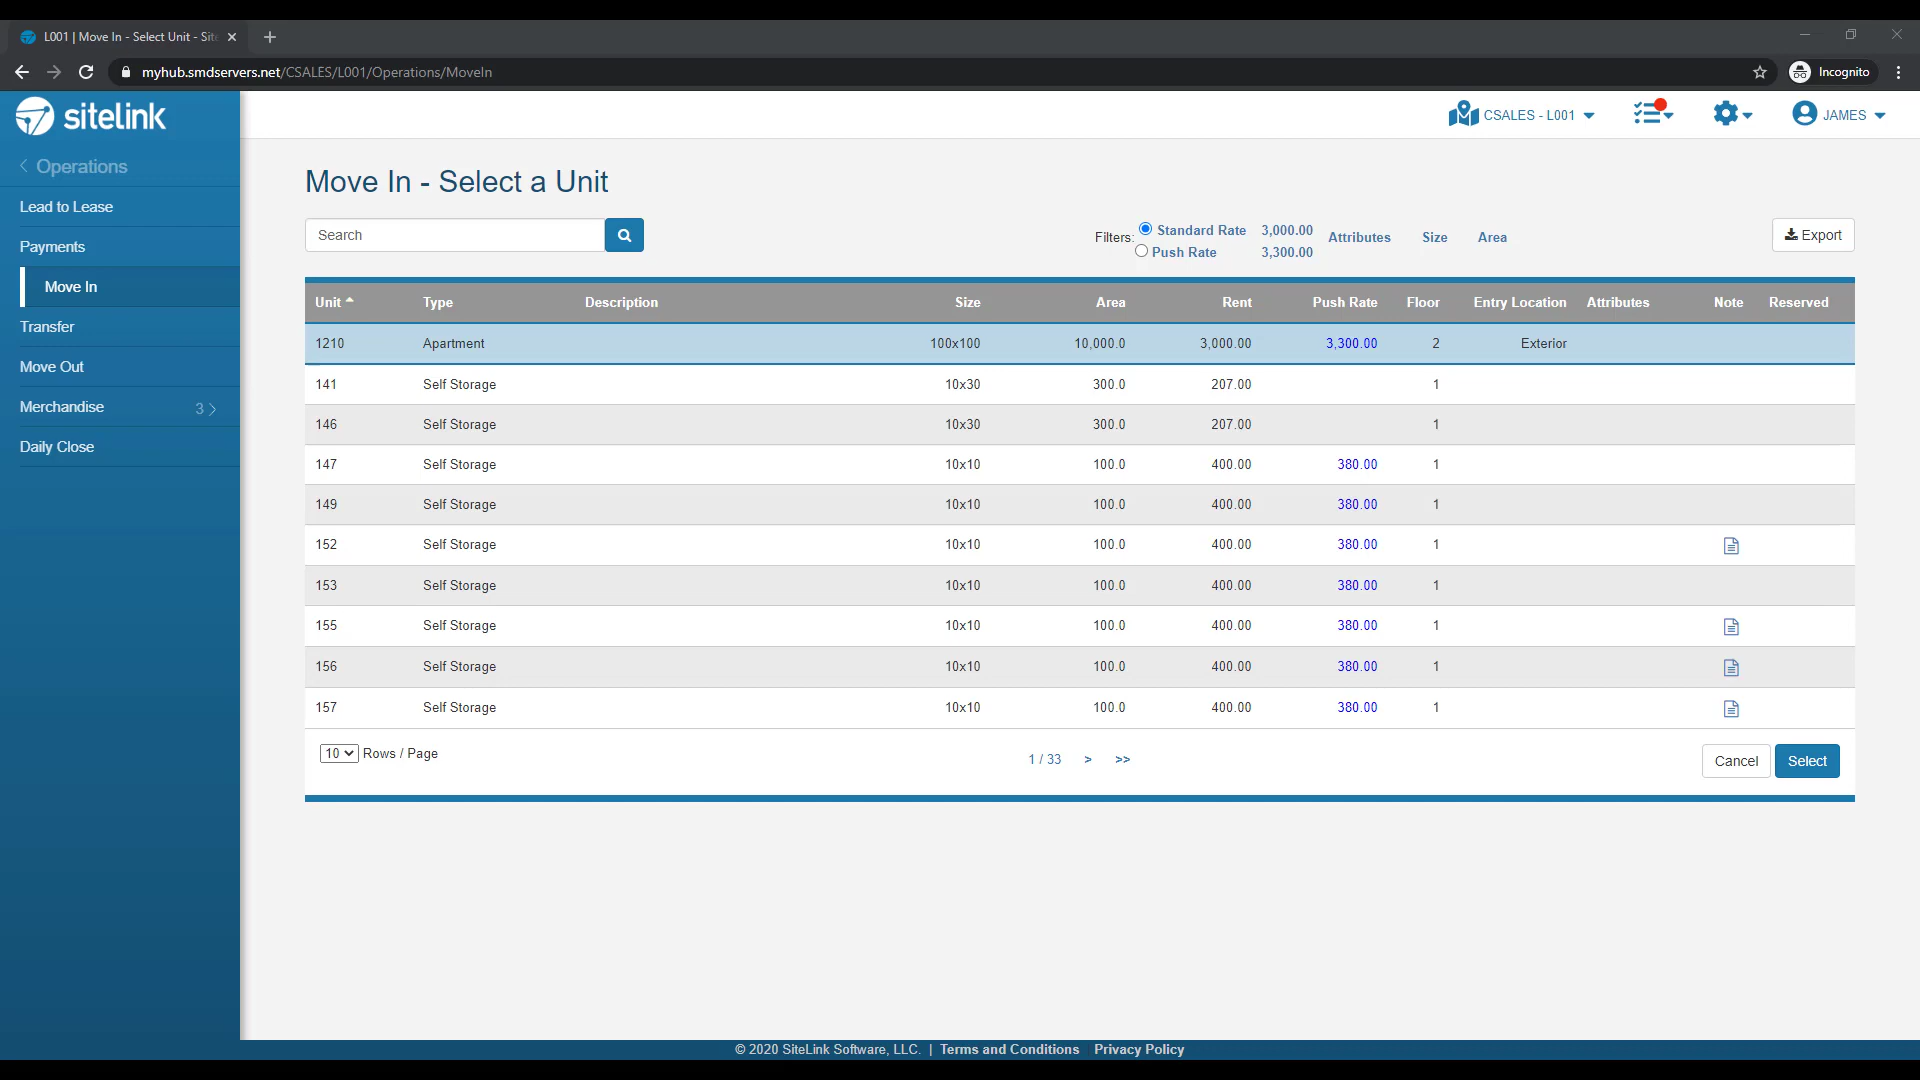 L001 | Move In - Select Unit - Sit
myhub.smdservers.net/CSALES/L001/Operations/MoveIn
Incognito
sitelink
CSALES - L001
JAMES
Operations
Lead to Lease
Payments
Move In
Transfer
Move Out
Merchandise 3
Daily Close
Move In - Select a Unit
Search
Filters: Standard Rate 3,000.00 Attributes Size Area
Push Rate 3,300.00
Export
Unit Type Description Size Area Rent Push Rate Floor Entry Location Attributes Note Reserved
1210 Apartment 100x100 10,000.0 3,000.00 3,300.00 2 Exterior
141 Self Storage 10x30 300.0 207.00 1
146 Self Storage 10x30 300.0 207.00 1
147 Self Storage 10x10 100.0 400.00 380.00 1
149 Self Storage 10x10 100.0 400.00 380.00 1
152 Self Storage 10x10 100.0 400.00 380.00 1
153 Self Storage 10x10 100.0 400.00 380.00 1
155 Self Storage 10x10 100.0 400.00 380.00 1
156 Self Storage 10x10 100.0 400.00 380.00 1
157 Self Storage 10x10 100.0 400.00 380.00 1
10 Rows / Page
1 / 33 > >>
Cancel Select
© 2020 SiteLink Software, LLC. | Terms and Conditions Privacy Policy